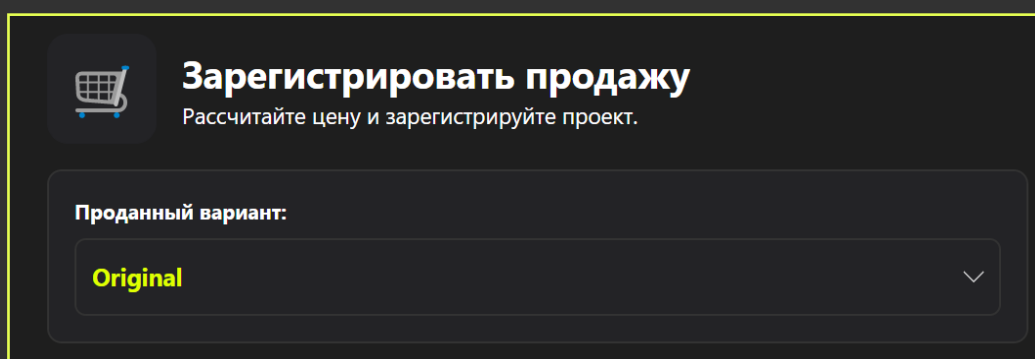 Зарегистрировать продажу
Рассчитайте цену и зарегистрируйте проект.
Проданный вариант:
Original